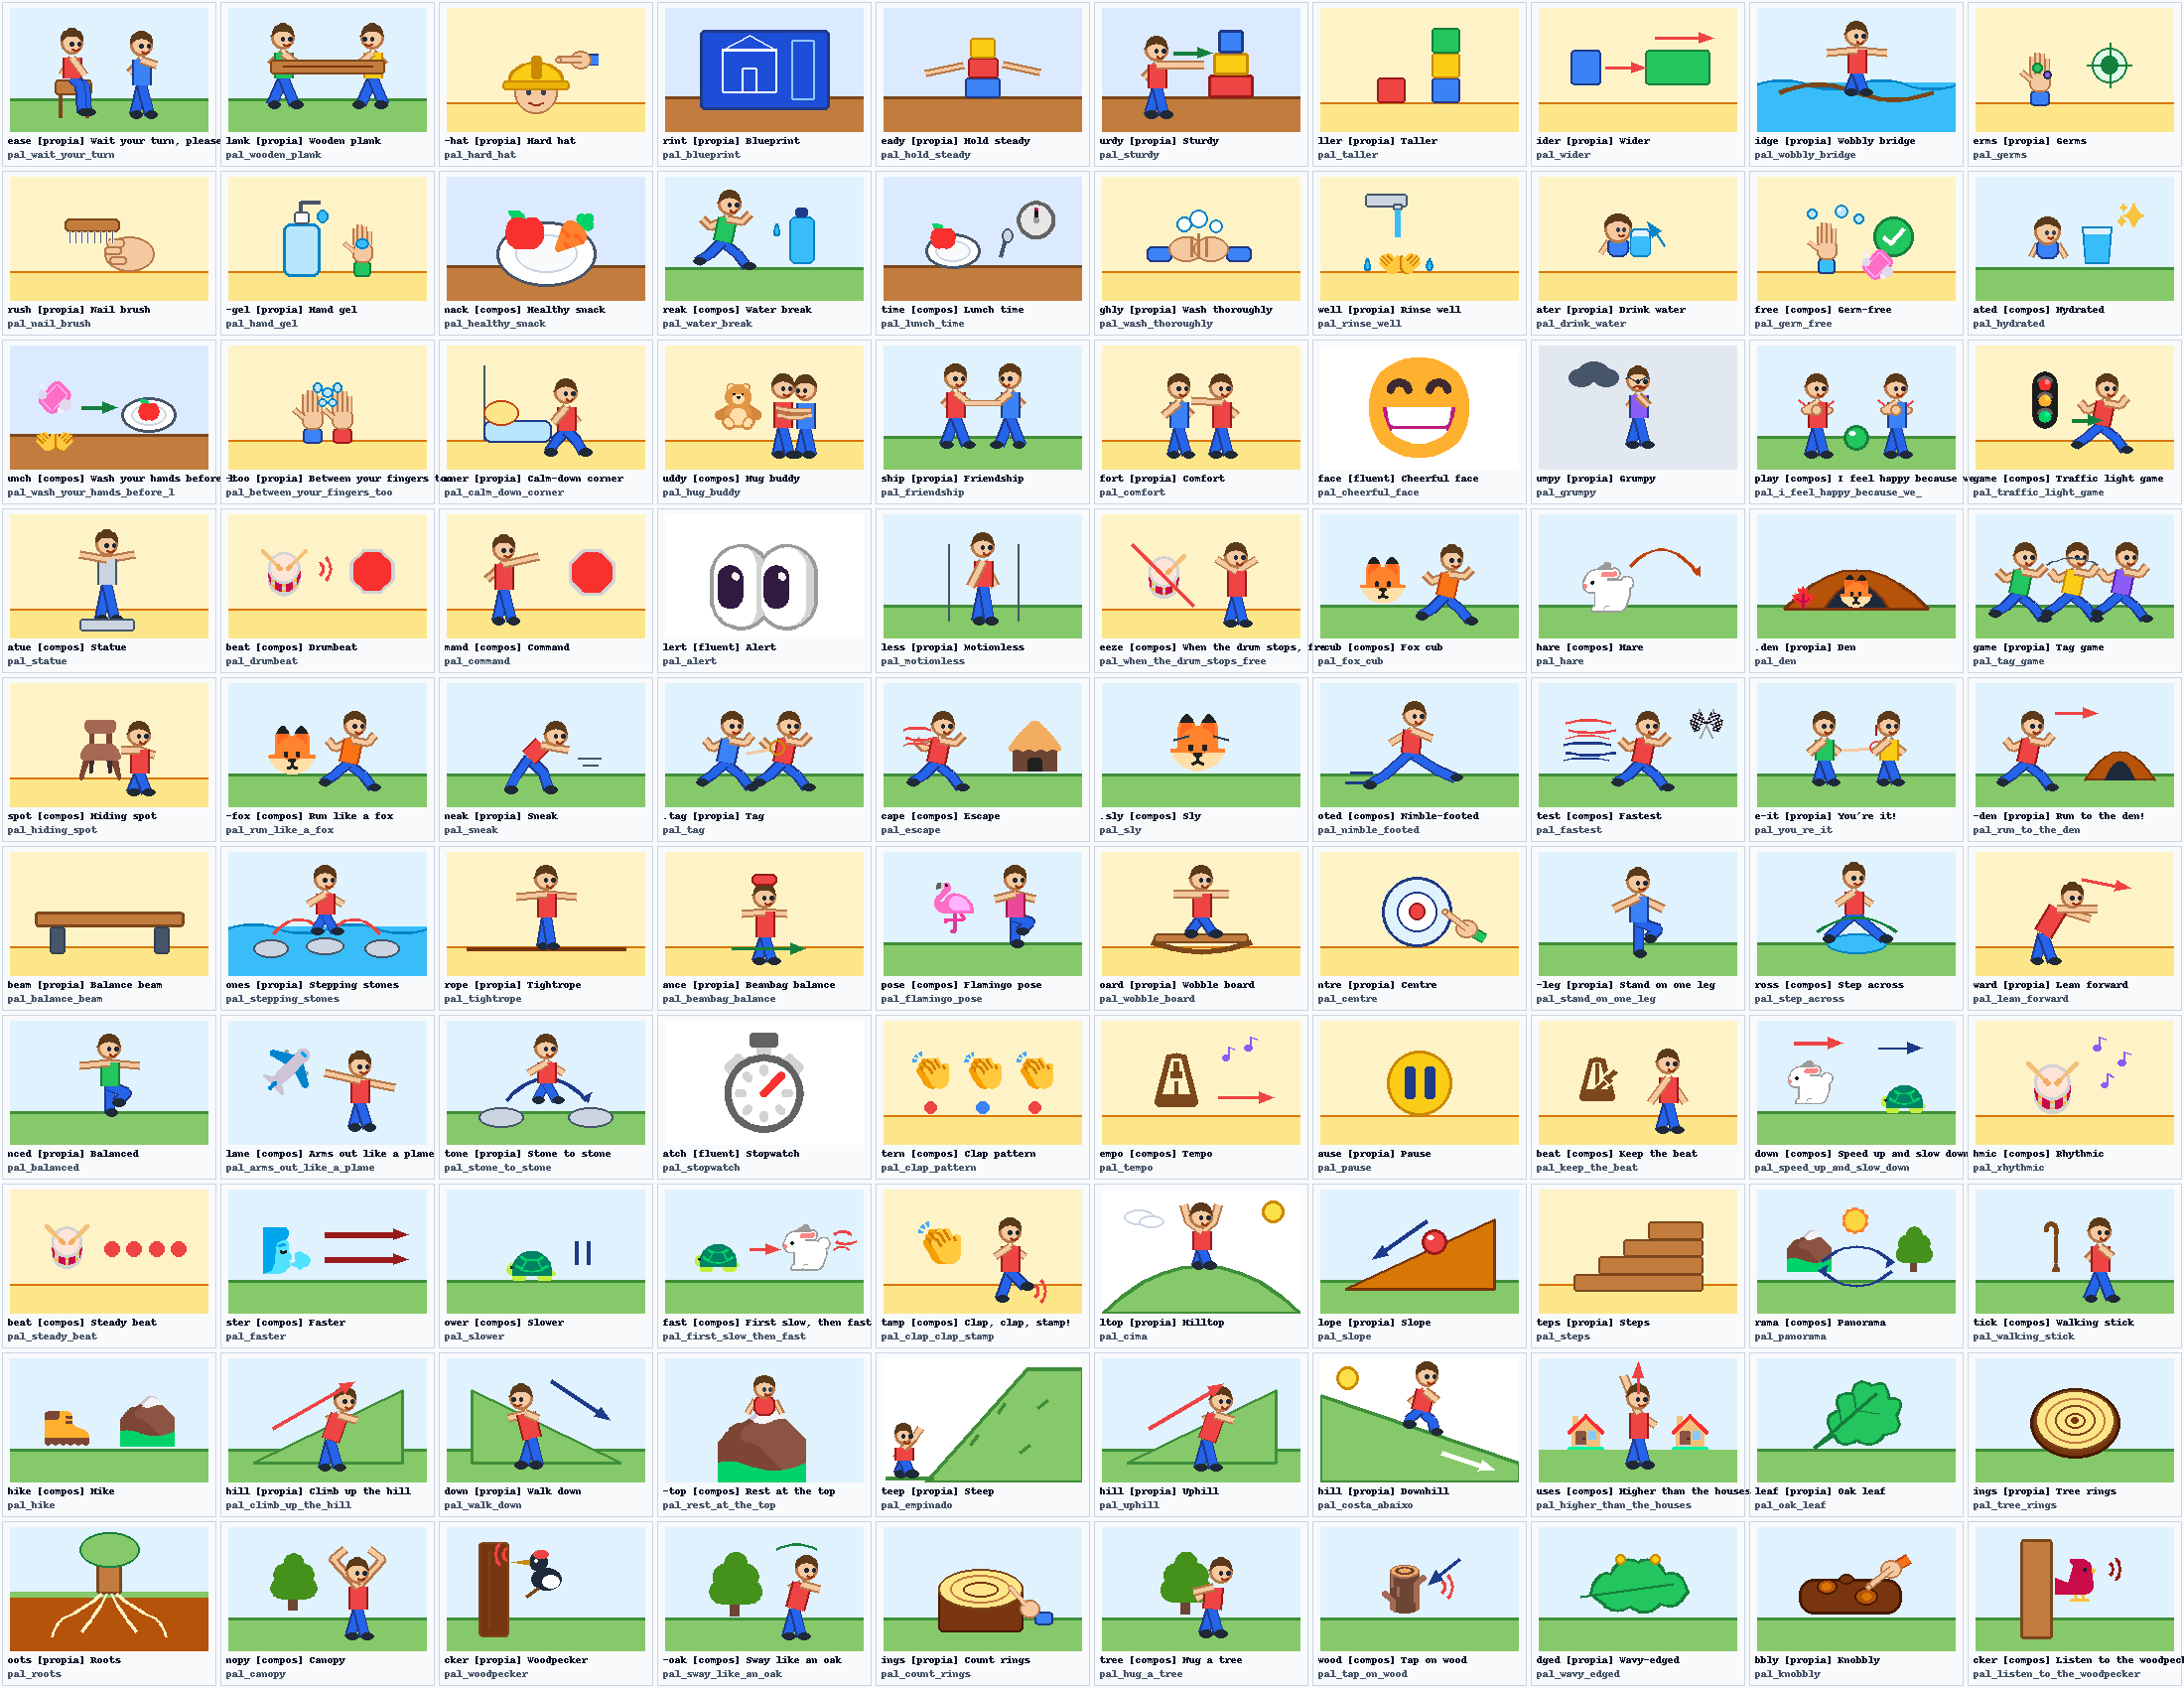 ease [propia] Wait your turn, please
pal_wait_your_turn
lank [propia] Wooden plank
pal_wooden_plank
-hat [propia] Hard hat
pal_hard_hat
rint [propia] Blueprint
pal_blueprint
eady [propia] Hold steady
pal_hold_steady
urdy [propia] Sturdy
pal_sturdy
ller [propia] Taller
pal_taller
ider [propia] Wider
pal_wider
idge [propia] Wobbly bridge
pal_wobbly_bridge
erms [propia] Germs
pal_germs
rush [propia] Nail brush
pal_nail_brush
-gel [propia] Hand gel
pal_hand_gel
nack [compos] Healthy snack
pal_healthy_snack
reak [compos] Water break
pal_water_break
time [compos] Lunch time
pal_lunch_time
ghly [propia] Wash thoroughly
pal_wash_thoroughly
well [propia] Rinse well
pal_rinse_well
ater [propia] Drink water
pal_drink_water
free [compos] Germ-free
pal_germ_free
ated [compos] Hydrated
pal_hydrated
unch [compos] Wash your hands before
pal_wash_your_hands_before_l
-too [propia] Between your fingers too
pal_between_your_fingers_too
rner [propia] Calm-down corner
pal_calm_down_corner
uddy [compos] Hug buddy
pal_hug_buddy
ship [propia] Friendship
pal_friendship
fort [propia] Comfort
pal_comfort
face [fluent] Cheerful face
pal_cheerful_face
umpy [propia] Grumpy
pal_grumpy
play [compos] I feel happy because we
pal_i_feel_happy_because_we_
game [compos] Traffic light game
pal_traffic_light_game
atue [compos] Statue
pal_statue
beat [compos] Drumbeat
pal_drumbeat
mand [compos] Command
pal_command
lert [fluent] Alert
pal_alert
less [propia] Motionless
pal_motionless
eeze [compos] When the drum stops, free
pal_when_the_drum_stops_free
cub [compos] Fox cub
pal_fox_cub
hare [compos] Hare
pal_hare
.den [propia] Den
pal_den
game [compos] Tag game
pal_tag_game
spot [compos] Hiding spot
pal_hiding_spot
-fox [compos] Run like a fox
pal_run_like_a_fox
neak [propia] Sneak
pal_sneak
.tag [propia] Tag
pal_tag
cape [compos] Escape
pal_escape
.sly [compos] Sly
pal_sly
oted [compos] Nimble-footed
pal_nimble_footed
test [compos] Fastest
pal_fastest
e-it [propia] You're it!
pal_you_re_it
-den [propia] Run to the den!
pal_run_to_the_den
beam [propia] Balance beam
pal_balance_beam
ones [propia] Stepping stones
pal_stepping_stones
rope [propia] Tightrope
pal_tightrope
ance [propia] Beanbag balance
pal_beanbag_balance
pose [compos] Flamingo pose
pal_flamingo_pose
oard [propia] Wobble board
pal_wobble_board
ntre [propia] Centre
pal_centre
-leg [propia] Stand on one leg
pal_stand_on_one_leg
ross [compos] Step across
pal_step_across
ward [propia] Lean forward
pal_lean_forward
nced [propia] Balanced
pal_balanced
lane [compos] Arms out like a plane
pal_arms_out_like_a_plane
tone [propia] Stone to stone
pal_stone_to_stone
atch [fluent] Stopwatch
pal_stopwatch
tern [compos] Clap pattern
pal_clap_pattern
empo [compos] Tempo
pal_tempo
ause [propia] Pause
pal_pause
beat [compos] Keep the beat
pal_keep_the_beat
down [compos] Speed up and slow down
pal_speed_up_and_slow_down
hmic [compos] Rhythmic
pal_rhythmic
beat [compos] Steady beat
pal_steady_beat
ster [compos] Faster
pal_faster
ower [compos] Slower
pal_slower
fast [compos] First slow, then fast
pal_first_slow_then_fast
tamp [compos] Clap, clap, stamp!
pal_clap_clap_stamp
ltop [propia] Hilltop
pal_cima
lope [propia] Slope
pal_slope
teps [propia] Steps
pal_steps
rama [compos] Panorama
pal_panorama
tick [compos] Walking stick
pal_walking_stick
hike [compos] Hike
pal_hike
hill [propia] Climb up the hill
pal_climb_up_the_hill
down [propia] Walk down
pal_walk_down
-top [compos] Rest at the top
pal_rest_at_the_top
teep [propia] Steep
pal_empinado
hill [propia] Uphill
pal_uphill
hill [propia] Downhill
pal_costa_abaixo
uses [compos] Higher than the houses
pal_higher_than_the_houses
leaf [propia] Oak leaf
pal_oak_leaf
ings [propia] Tree rings
pal_tree_rings
oots [propia] Roots
pal_roots
nopy [compos] Canopy
pal_canopy
cker [propia] Woodpecker
pal_woodpecker
-oak [compos] Sway like an oak
pal_sway_like_an_oak
ings [propia] Count rings
pal_count_rings
tree [compos] Hug a tree
pal_hug_a_tree
wood [compos] Tap on wood
pal_tap_on_wood
dged [propia] Wavy-edged
pal_wavy_edged
bbly [propia] Knobbly
pal_knobbly
cker [compos] Listen to the woodpeck
pal_listen_to_the_woodpecker